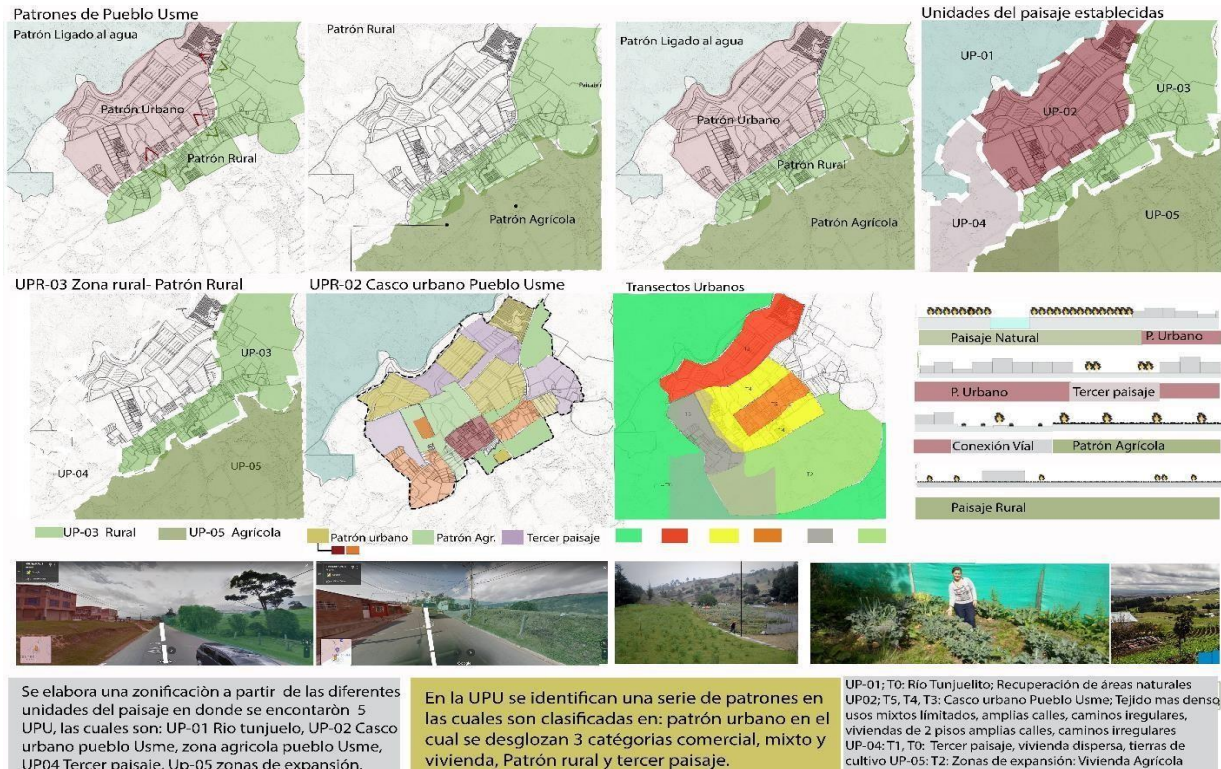 Patrones de Pueblo Usme
Patrón Ligado al agua
Patrón Urbano
Patrón Rural
Patrón Rural
Patrón Agrícola
Patrón Ligado al agua
Patrón Urbano
Patrón Rural
Patrón Agrícola
Unidades del paisaje establecidas
UP-01
UP-02
UP-03
UP-04
UP-05
UPR-03 Zona rural- Patrón Rural
UP-03
UP-04
UP-05
UP-03 Rural
UP-05 Agrícola
UPR-02 Casco urbano Pueblo Usme
Patrón urbano
Patrón Agr.
Tercer paisaje
Transectos Urbanos
T2
Paisaje Natural
P. Urbano
P. Urbano
Tercer paisaje
Conexión Víal
Patrón Agrícola
Paisaje Rural
Se elabora una zonificaciòn a partir de las diferentes
unidades del paisaje en donde se encontaròn 5
UPU, las cuales son: UP-01 Rio tunjuelo, UP-02 Casco
urbano pueblo Usme, zona agricola pueblo Usme,
UP04 Tercer paisaje, Up-05 zonas de expansión.
En la UPU se identifican una serie de patrones en
las cuales son clasificadas en: patrón urbano en el
cual se desglozan 3 catégorias comercial, mixto y
vivienda, Patrón rural y tercer paisaje.
UP-01; T0: Río Tunjuelito; Recuperación de áreas naturales
UP02; T5, T4, T3: Casco urbano Pueblo Usme; Tejido mas denso,
usos mixtos límitados, amplías calles, caminos iregulares,
viviendas de 2 pisos amplías calles, caminos irregulares
UP-04: T1, T0: Tercer paisaje, vivienda dispersa, tierras de
cultivo UP-05: T2: Zonas de expansión: Vivienda Agrícola